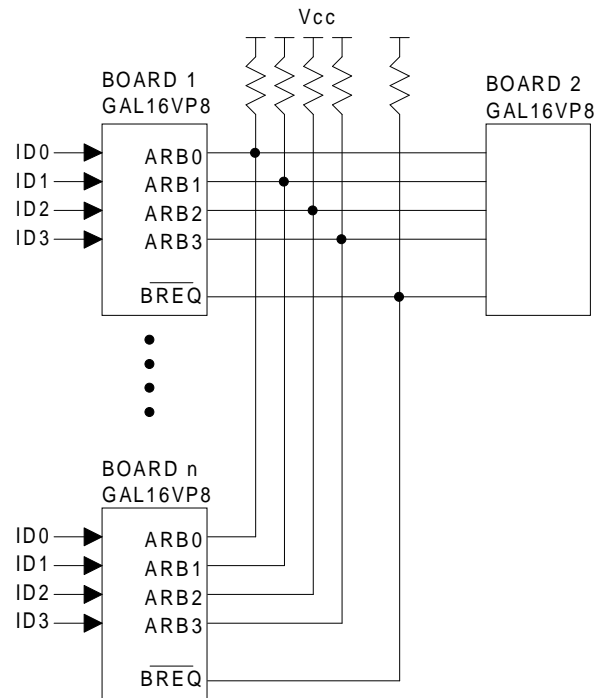 Vcc
BOARD 1
GAL16VP8
ID0
ID1
ID2
ID3
ARB0
ARB1
ARB2
ARB3
BREQ
BOARD 2
GAL16VP8
BOARD n
GAL16VP8
ID0
ID1
ID2
ID3
ARB0
ARB1
ARB2
ARB3
BREQ